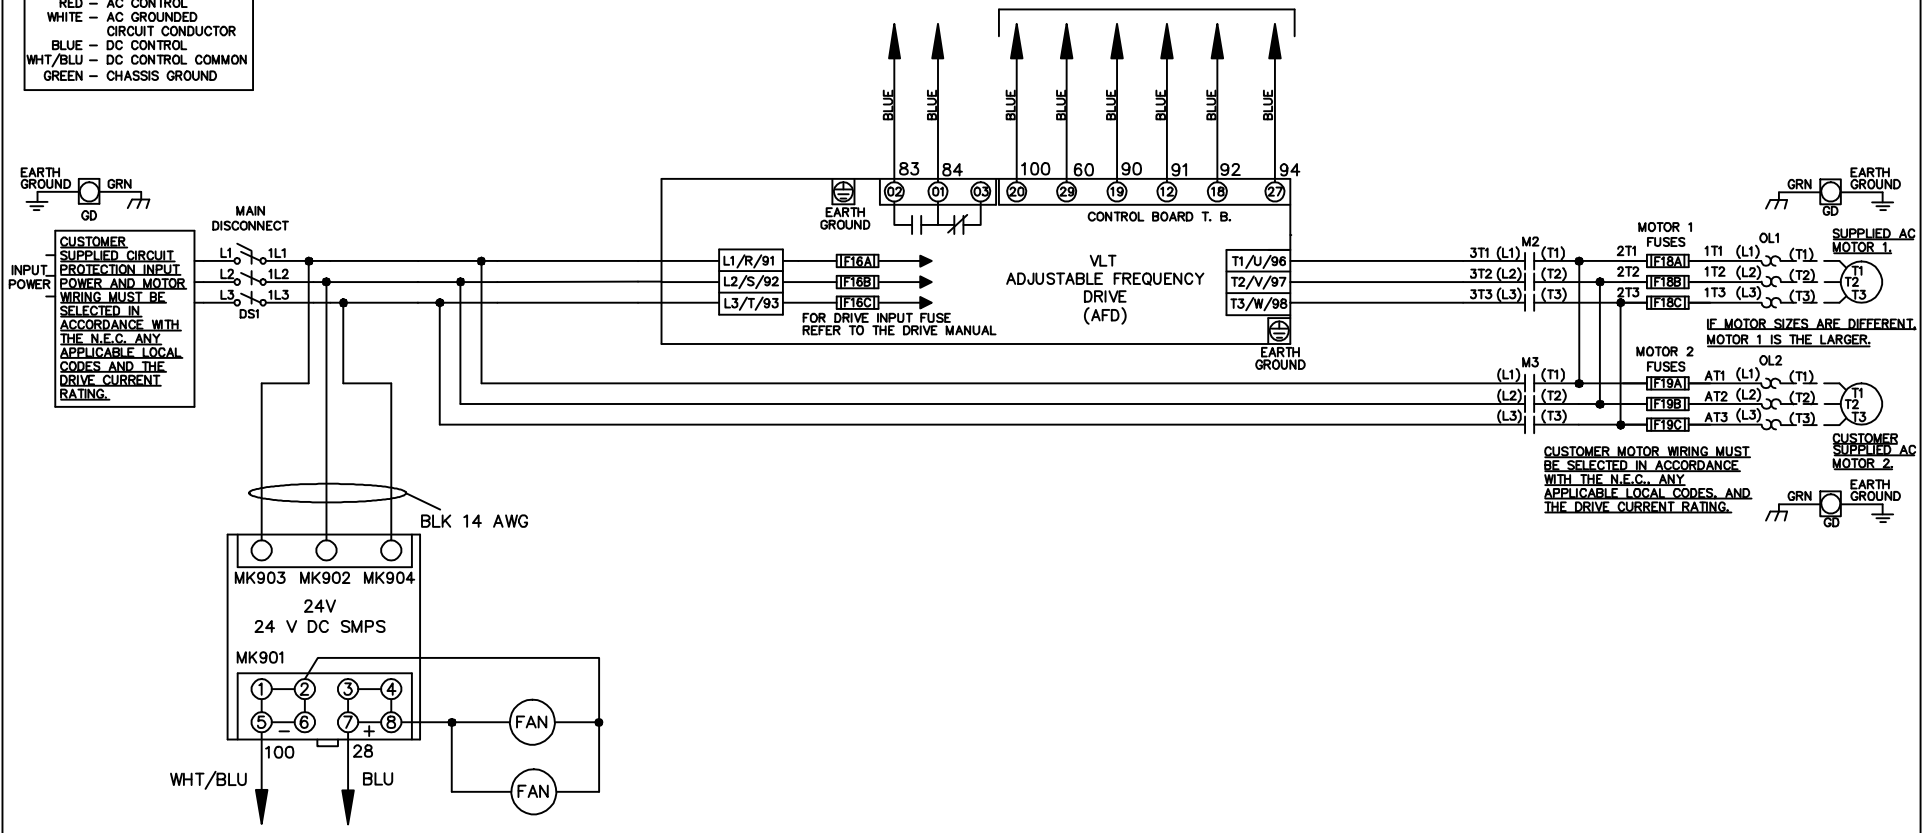 RED – AC CONTROL
WHITE – AC GROUNDED
CIRCUIT CONDUCTOR
BLUE – DC CONTROL
WHT/BLU – DC CONTROL COMMON
GREEN – CHASSIS GROUND
BLUE BLUE BLUE BLUE BLUE BLUE BLUE BLUE
83 84 100 60 90 91 92 94
02 01 03 20 29 19 12 18 27
EARTH
GROUND
GRN
GD
EARTH
GROUND
CONTROL BOARD T. B.
GRN
EARTH
GROUND
GD
MAIN
DISCONNECT
L1 1L1
L2 1L2
L3 1L3
DS1
INPUT
POWER
CUSTOMER
SUPPLIED CIRCUIT
PROTECTION INPUT
POWER AND MOTOR
WIRING MUST BE
SELECTED IN
ACCORDANCE WITH
THE N.E.C. ANY
APPLICABLE LOCAL
CODES AND THE
DRIVE CURRENT
RATING.
L1/R/91 F16A
L2/S/92 F16B
L3/T/93 F16C
FOR DRIVE INPUT FUSE
REFER TO THE DRIVE MANUAL
VLT
ADJUSTABLE FREQUENCY
DRIVE
(AFD)
T1/U/96
T2/V/97
T3/W/98
EARTH
GROUND
M2
3T1 (L1) (T1)
3T2 (L2) (T2)
3T3 (L3) (T3)
MOTOR 1
FUSES
2T1 F18A 1T1 (L1) OL1 (T1)
2T2 F18B 1T2 (L2) (T2)
2T3 F18C 1T3 (L3) (T3)
SUPPLIED AC
MOTOR 1.
T1
T2
T3
IF MOTOR SIZES ARE DIFFERENT,
MOTOR 1 IS THE LARGER.
M3
(L1) (T1)
(L2) (T2)
(L3) (T3)
MOTOR 2
FUSES
F19A AT1 (L1) OL2 (T1)
F19B AT2 (L2) (T2)
F19C AT3 (L3) (T3)
T1
T2
T3
CUSTOMER
SUPPLIED AC
MOTOR 2.
CUSTOMER MOTOR WIRING MUST
BE SELECTED IN ACCORDANCE
WITH THE N.E.C., ANY
APPLICABLE LOCAL CODES, AND
THE DRIVE CURRENT RATING.
GRN
EARTH
GROUND
GD
BLK 14 AWG
MK903 MK902 MK904
24V
24 V DC SMPS
MK901
1 2 3 4
5 6 7 8
– +
100 28
WHT/BLU BLU
FAN
FAN